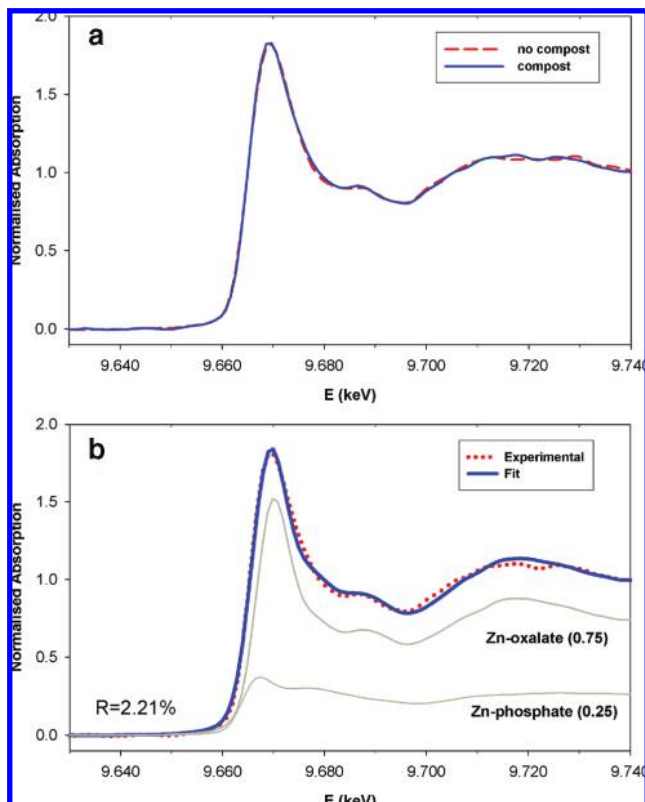 a
no compost
compost
2.0
1.5
1.0
0.5
0.0
Normalised Absorption
9.640 9.660 9.680 9.700 9.720 9.740
E (keV)
b
Experimental
Fit
2.0
1.5
1.0
0.5
0.0
Normalised Absorption
Zn-oxalate (0.75)
R=2.21%
Zn-phosphate (0.25)
9.640 9.660 9.680 9.700 9.720 9.740
E (keV)